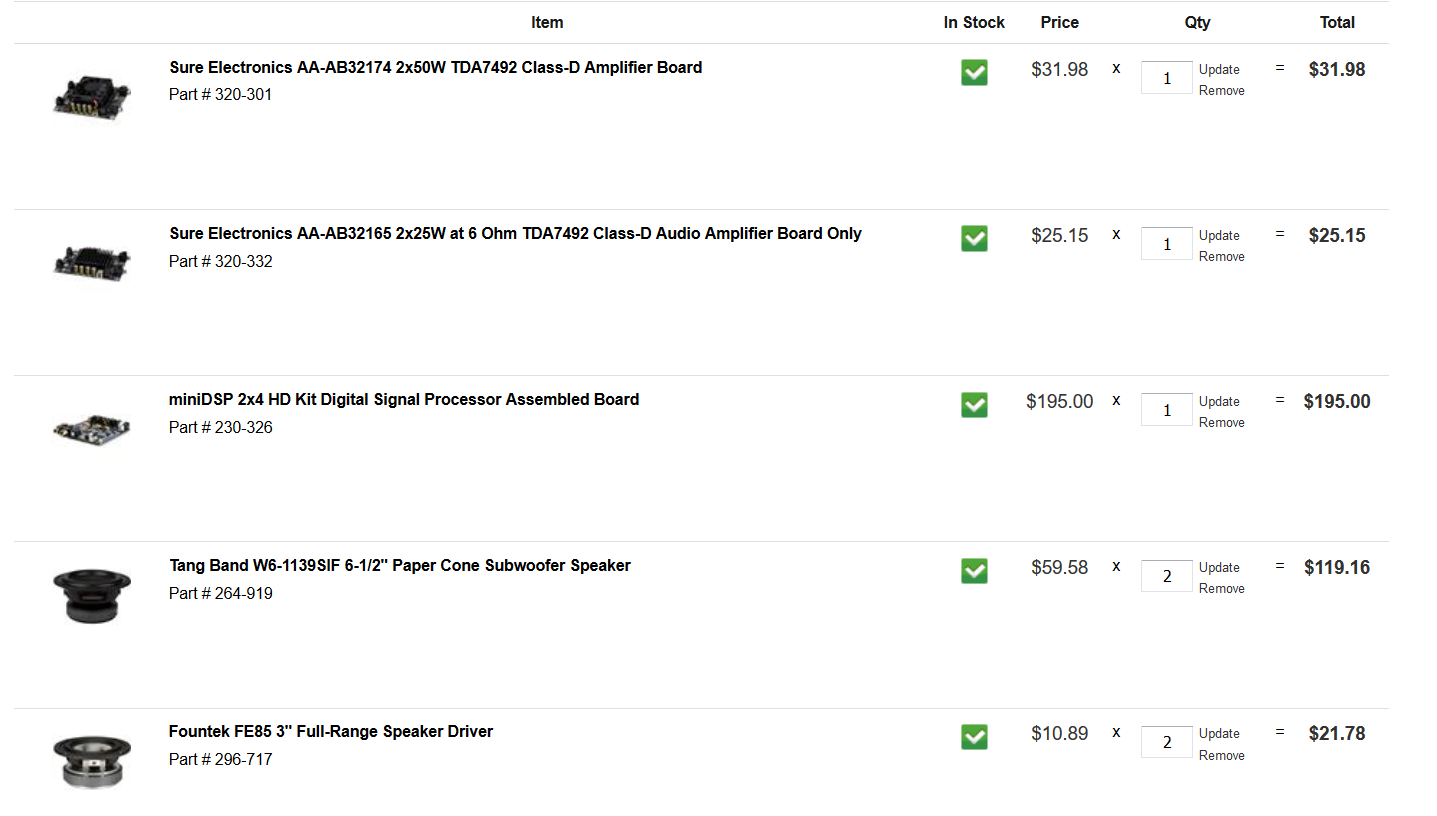 Item In Stock Price Qty Total
Sure Electronics AA-AB32174 2x50W TDA7492 Class-D Amplifier Board $31.98 x 1 Update = $31.98
Part # 320-301 Remove
Sure Electronics AA-AB32165 2x25W at 6 Ohm TDA7492 Class-D Audio Amplifier Board Only $25.15 x 1 Update = $25.15
Part # 320-332 Remove
miniDSP 2x4 HD Kit Digital Signal Processor Assembled Board $195.00 x 1 Update = $195.00
Part # 230-326 Remove
Tang Band W6-1139SIF 6-1/2" Paper Cone Subwoofer Speaker $59.58 x 2 Update = $119.16
Part # 264-919 Remove
Fountek FE85 3" Full-Range Speaker Driver $10.89 x 2 Update = $21.78
Part # 296-717 Remove